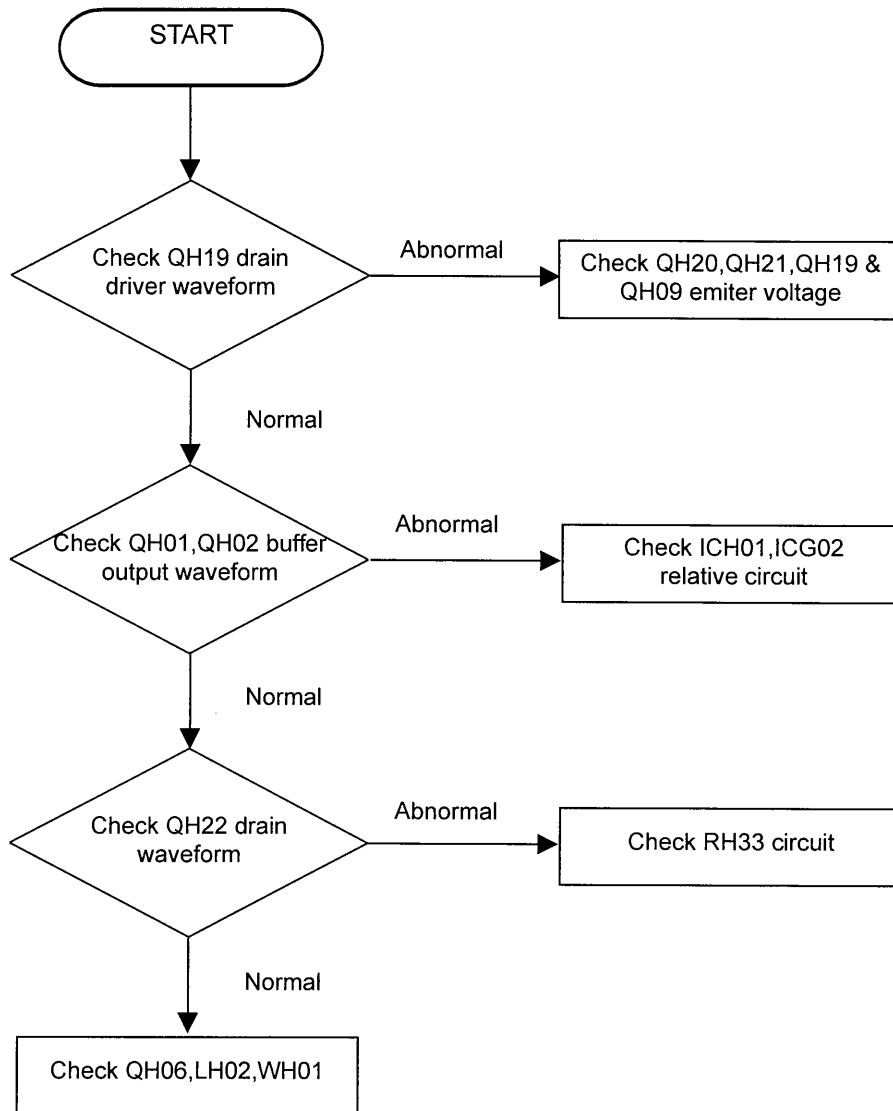 START
Check QH19 drain
driver waveform
Abnormal
Check QH20,QH21,QH19 &
QH09 emiter voltage
Normal
Check QH01,QH02 buffer
output waveform
Abnormal
Check ICH01,ICG02
relative circuit
Normal
Check QH22 drain
waveform
Abnormal
Check RH33 circuit
Normal
Check QH06,LH02,WH01